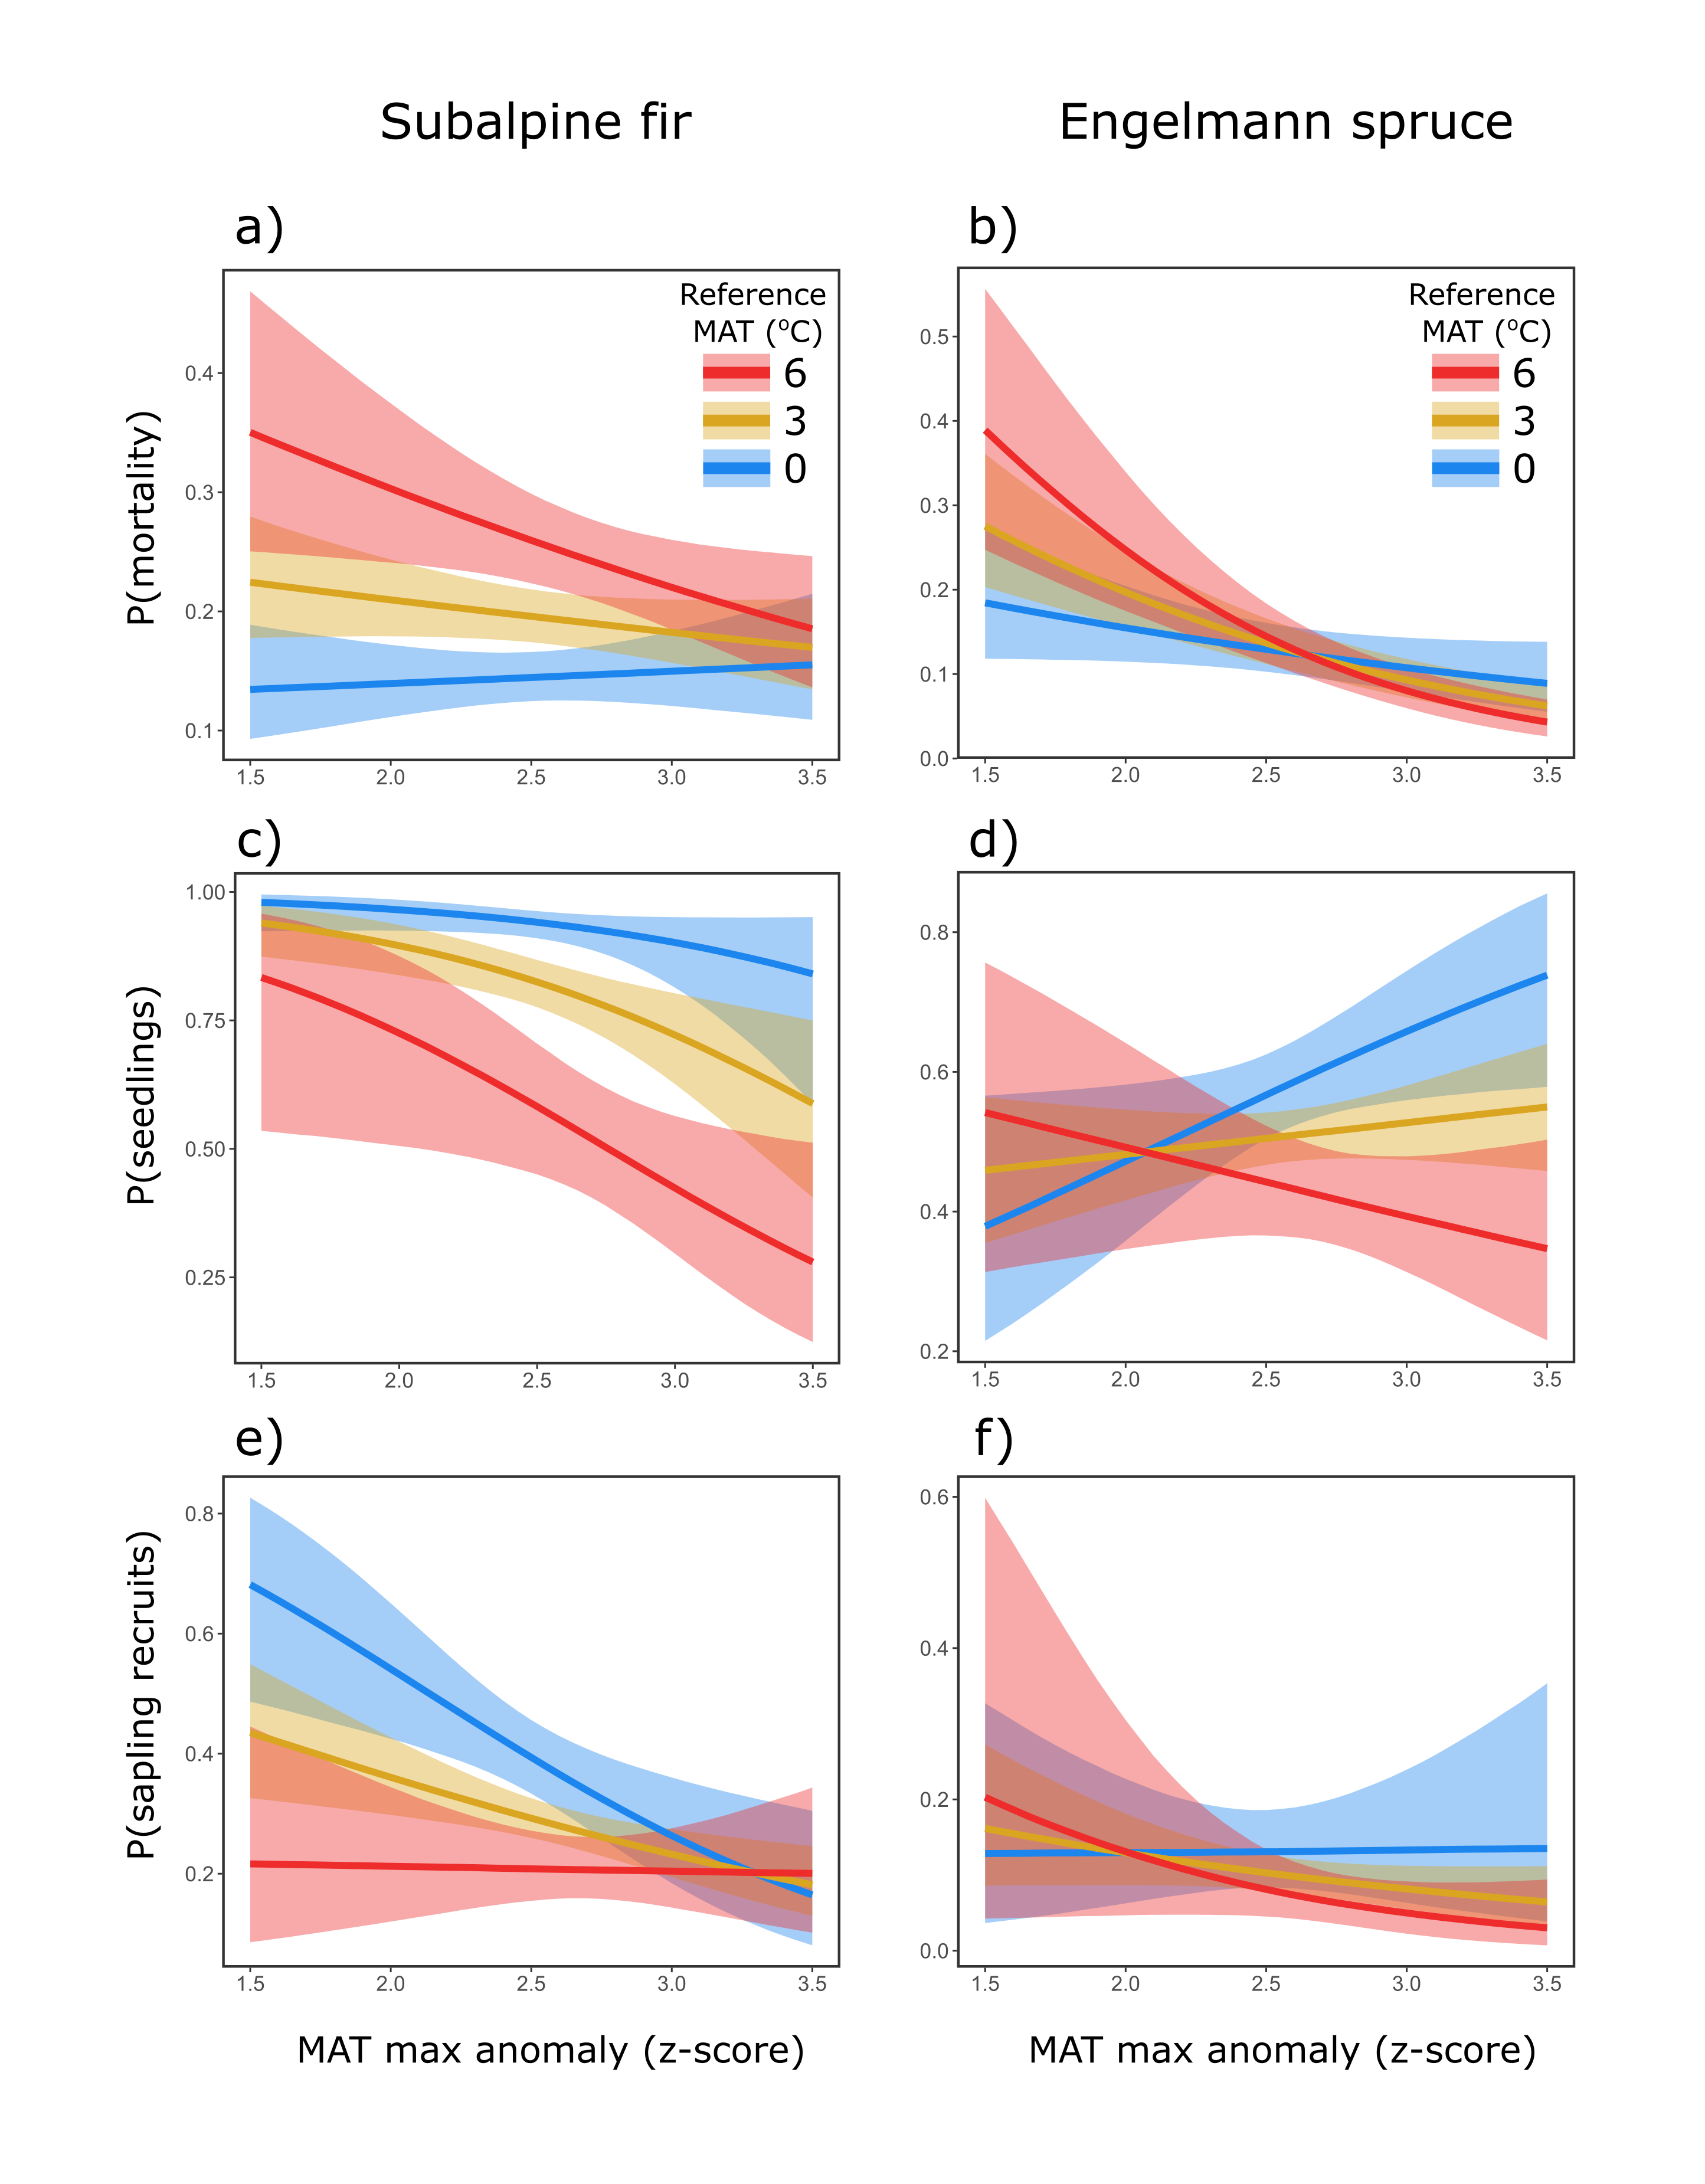 Subalpine fir
Engelmann spruce
a)
b)
P(mortality)
0.4
0.3
0.2
0.1
Reference
MAT (°C)
6
3
0
1.5 2.0 2.5 3.0 3.5
0.5
0.4
0.3
0.2
0.1
0.0
Reference
MAT (°C)
6
3
0
1.5 2.0 2.5 3.0 3.5
c)
d)
P(seedlings)
1.00
0.75
0.50
0.25
1.5 2.0 2.5 3.0 3.5
0.8
0.6
0.4
0.2
1.5 2.0 2.5 3.0 3.5
e)
f)
P(sapling recruits)
0.8
0.6
0.4
0.2
1.5 2.0 2.5 3.0 3.5
0.6
0.4
0.2
0.0
1.5 2.0 2.5 3.0 3.5
MAT max anomaly (z-score)
MAT max anomaly (z-score)